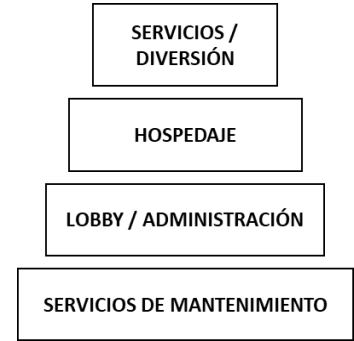 SERVICIOS /
DIVERSIÓN
HOSPEDAJE
LOBBY / ADMINISTRACIÓN
SERVICIOS DE MANTENIMIENTO